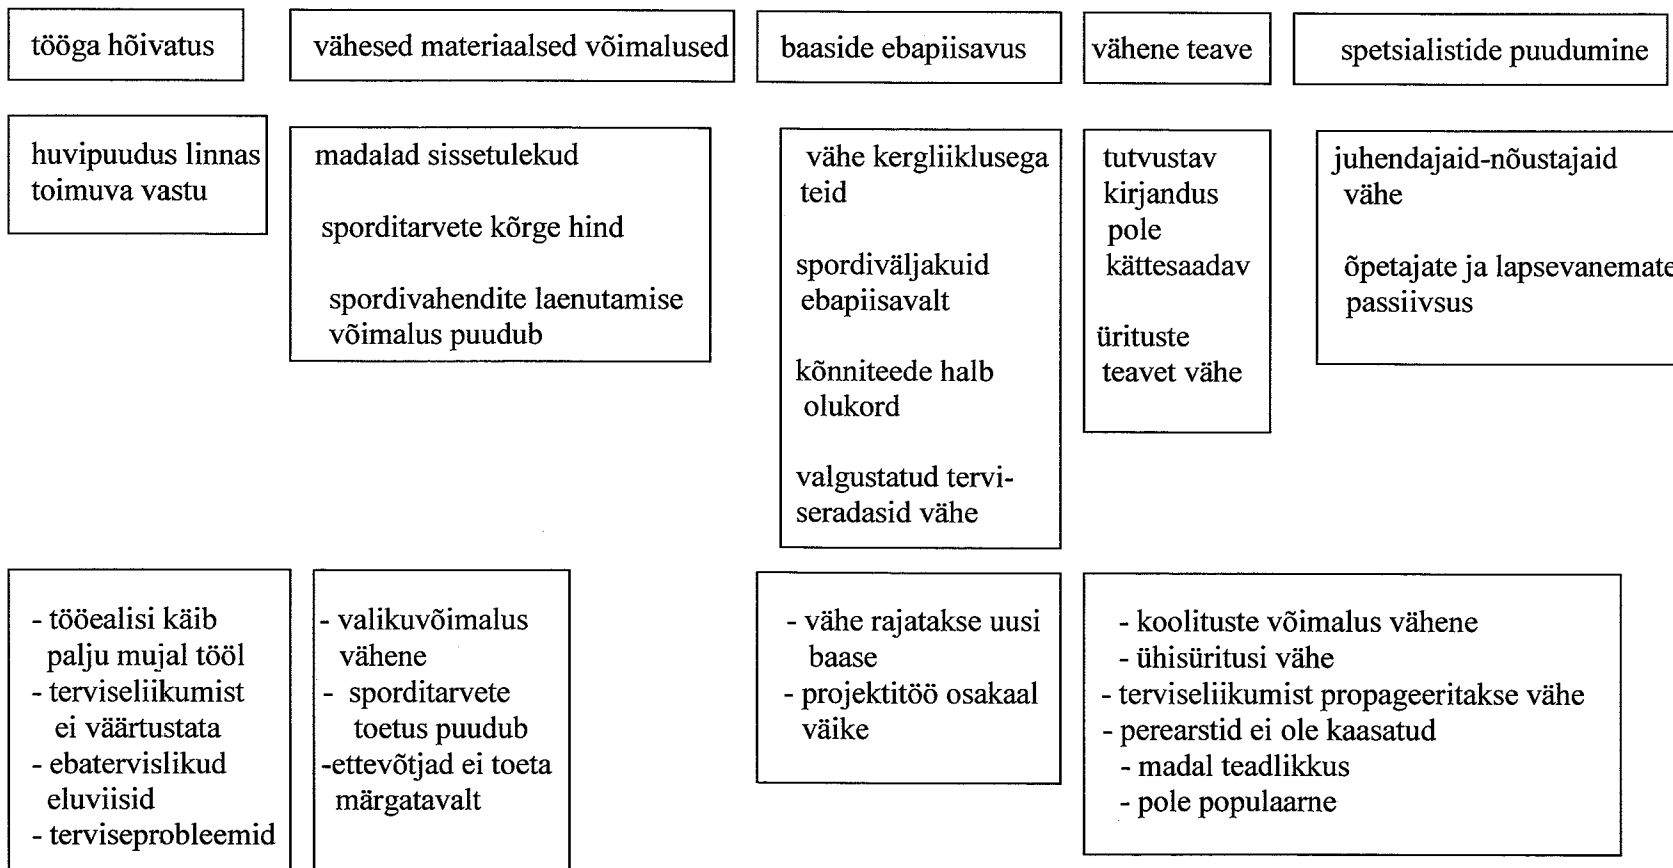 tööga hõivatus
vähesed materiaalsed võimalused
baaside ebapiisavus
vähene teave
spetsialistide puudumine
huvipuudus linnas
toimuva vastu
madalad sissetulekud
sporditarvete kõrge hind
spordivahendite laenutamise
võimalus puudub
vähe kergliiklusega
teid
spordiväljakuid
ebapiisavalt
kõnniteede halb
olukord
valgustatud tervi-
seradasid vähe
tutvustav
kirjandus
pole
kättesaadav
ürituste
teavet vähe
juhendajaid-nõustajaid
vähe
õpetajate ja lapsevanemate
passiivsus
- tööealisi käib
palju mujal tööl
- terviseliikumist
ei väärtustata
- ebatervislikud
eluviisid
- terviseprobleemid
- valikuvõimalus
vähene
- sporditarvete
toetus puudub
-ettevõtjad ei toeta
märgatavalt
- vähe rajatakse uusi
baase
- projektitöö osakaal
väike
- koolituste võimalus vähene
- ühisüritusi vähe
- terviseliikumist propageeritakse vähe
- perearstid ei ole kaasatud
- madal teadlikkus
- pole populaarne